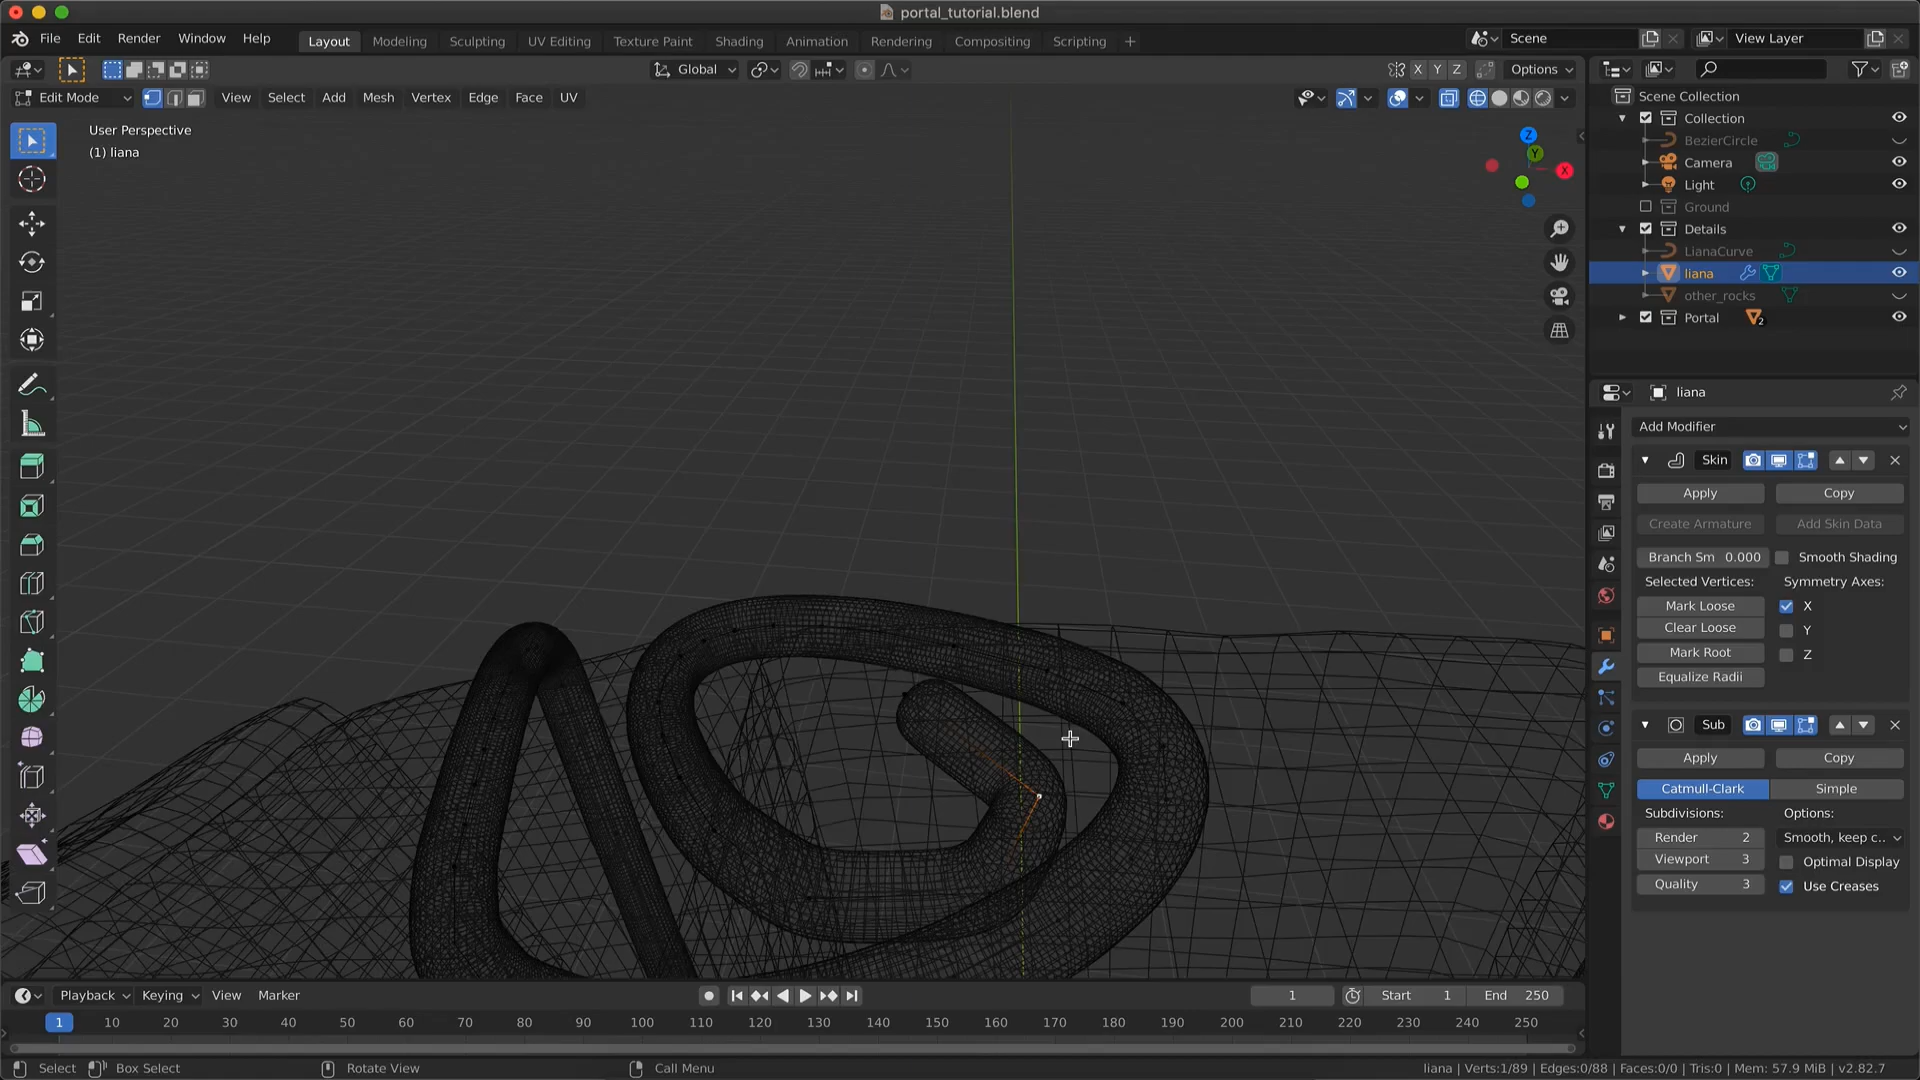 portal_tutorial.blend
File Edit Render Window Help Layout Modeling Sculpting UV Editing Texture Paint Shading Animation Rendering Compositing Scripting + Scene View Layer
Global X Y Z Options
Edit Mode View Select Add Mesh Vertex Edge Face UV
User Perspective
(1) liana
Z
Y
X
Scene Collection
Collection
BezierCircle
Camera
Light
Ground
Details
LianaCurve
liana
other_rocks
Portal 2
liana
Add Modifier
Skin
Apply Copy
Create Armature Add Skin Data
Branch Sm 0.000 Smooth Shading
Selected Vertices: Symmetry Axes:
Mark Loose X
Clear Loose Y
Mark Root Z
Equalize Radii
Sub
Apply Copy
Catmull-Clark Simple
Subdivisions: Options:
Render 2 Smooth, keep c..
Viewport 3 Optimal Display
Quality 3 Use Creases
Playback Keying View Marker 1 Start 1 End 250
1 10 20 30 40 50 60 70 80 90 100 110 120 130 140 150 160 170 180 190 200 210 220 230 240 250
Select Box Select Rotate View Call Menu liana | Verts:1/89 | Edges:0/88 | Faces:0/0 | Tris:0 | Mem: 57.9 MiB | v2.82.7